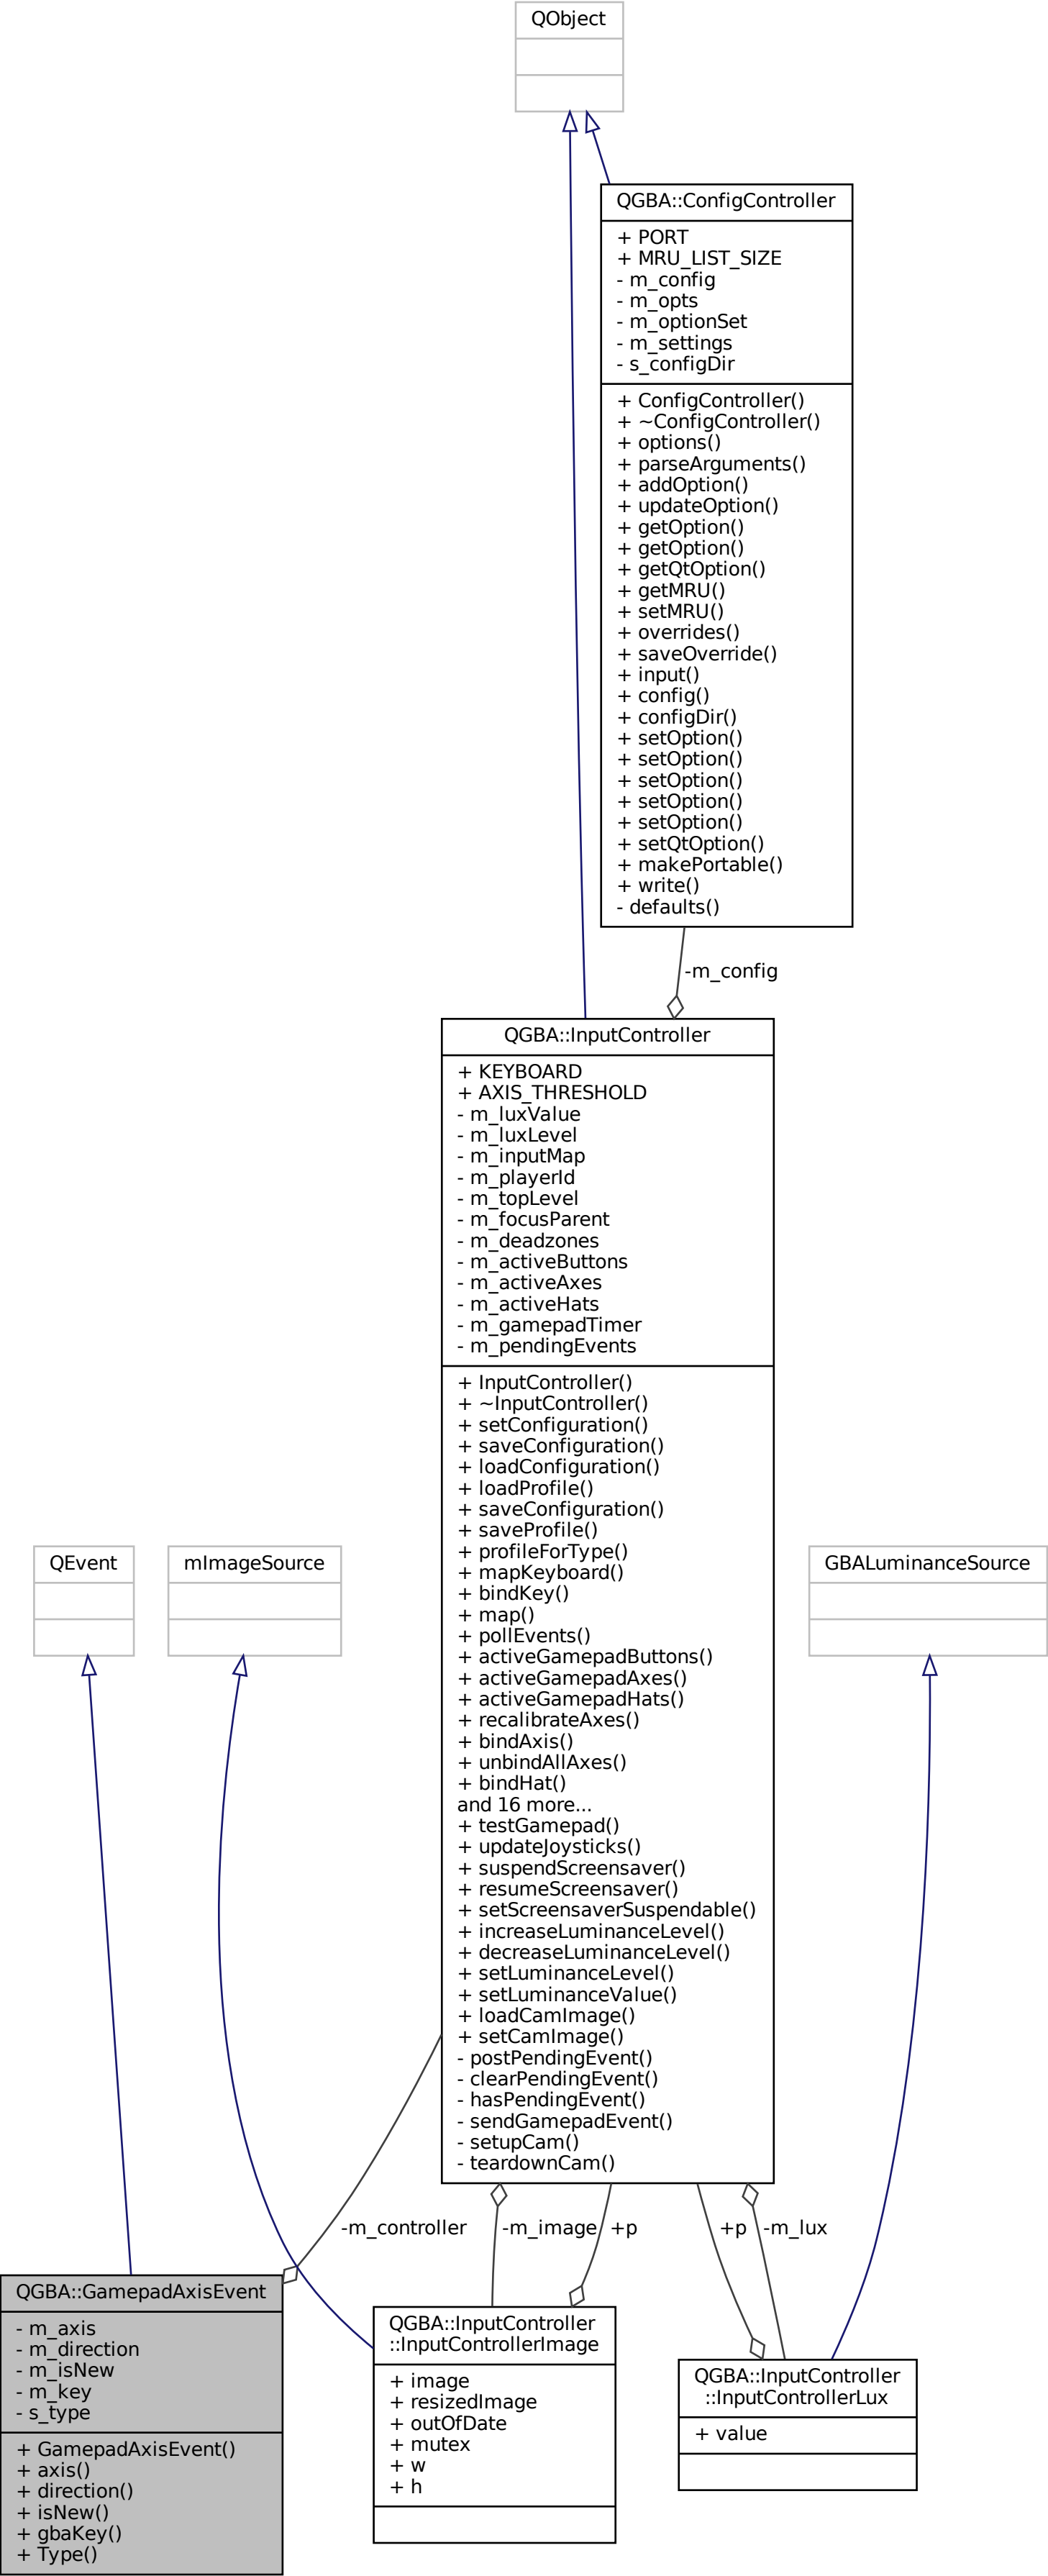 QObject
QGBA::ConfigController
+ PORT
+ MRU_LIST_SIZE
- m_config
- m_opts
- m_optionSet
- m_settings
- s_configDir
+ ConfigController()
+ ~ConfigController()
+ options()
+ parseArguments()
+ addOption()
+ updateOption()
+ getOption()
+ getOption()
+ getQtOption()
+ getMRU()
+ setMRU()
+ overrides()
+ saveOverride()
+ input()
+ config()
+ configDir()
+ setOption()
+ setOption()
+ setOption()
+ setOption()
+ setOption()
+ setQtOption()
+ makePortable()
+ write()
- defaults()
-m_config
QGBA::InputController
+ KEYBOARD
+ AXIS_THRESHOLD
- m_luxValue
- m_luxLevel
- m_inputMap
- m_playerId
- m_topLevel
- m_focusParent
- m_deadzones
- m_activeButtons
- m_activeAxes
- m_activeHats
- m_gamepadTimer
- m_pendingEvents
+ InputController()
+ ~InputController()
+ setConfiguration()
+ saveConfiguration()
+ loadConfiguration()
+ loadProfile()
+ saveConfiguration()
+ saveProfile()
+ profileForType()
+ mapKeyboard()
+ bindKey()
+ map()
+ pollEvents()
+ activeGamepadButtons()
+ activeGamepadAxes()
+ activeGamepadHats()
+ recalibrateAxes()
+ bindAxis()
+ unbindAllAxes()
+ bindHat()
and 16 more...
+ testGamepad()
+ updateJoysticks()
+ suspendScreensaver()
+ resumeScreensaver()
+ setScreensaverSuspendable()
+ increaseLuminanceLevel()
+ decreaseLuminanceLevel()
+ setLuminanceLevel()
+ setLuminanceValue()
+ loadCamImage()
+ setCamImage()
- postPendingEvent()
- clearPendingEvent()
- hasPendingEvent()
- sendGamepadEvent()
- setupCam()
- teardownCam()
QEvent
mImageSource
GBALuminanceSource
-m_controller
-m_image
+p
+p
-m_lux
QGBA::GamepadAxisEvent
- m_axis
- m_direction
- m_isNew
- m_key
- s_type
+ GamepadAxisEvent()
+ axis()
+ direction()
+ isNew()
+ gbaKey()
+ Type()
QGBA::InputController
::InputControllerImage
+ image
+ resizedImage
+ outOfDate
+ mutex
+ w
+ h
QGBA::InputController
::InputControllerLux
+ value